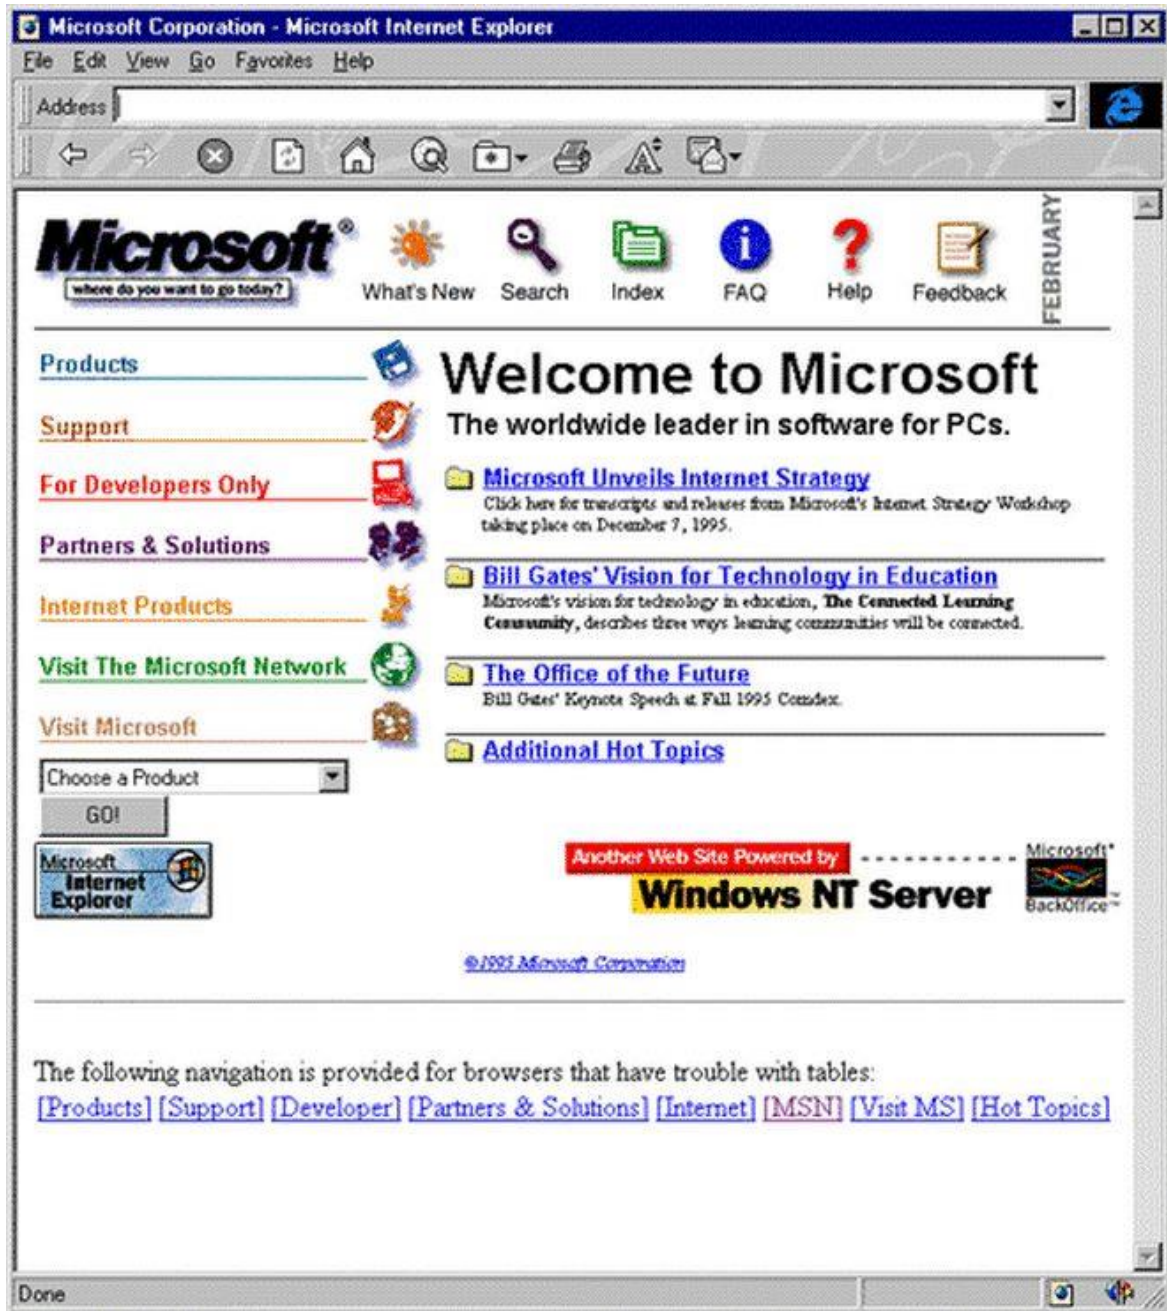 Microsoft Corporation - Microsoft Internet Explorer
File Edit View Go Favorites Help
Address
Microsoft®
where do you want to go today?
What's New Search Index FAQ Help Feedback
FEBRUARY
Products
Support
For Developers Only
Partners & Solutions
Internet Products
Visit The Microsoft Network
Visit Microsoft
Choose a Product
GO!
Microsoft
Internet
Explorer
Welcome to Microsoft
The worldwide leader in software for PCs.
Microsoft Unveils Internet Strategy
Click here for transcripts and releases from Microsoft's Internet Strategy Workshop
taking place on December 7, 1995.
Bill Gates' Vision for Technology in Education
Microsoft's vision for technology in education, The Connected Learning
Community, describes three ways learning communities will be connected.
The Office of the Future
Bill Gates' Keynote Speech at Fall 1995 Comdex.
Additional Hot Topics
Another Web Site Powered by
Windows NT Server
Microsoft
BackOffice™
©1995 Microsoft Corporation
The following navigation is provided for browsers that have trouble with tables:
[Products] [Support] [Developer] [Partners & Solutions] [Internet] [MSN] [Visit MS] [Hot Topics]
Done